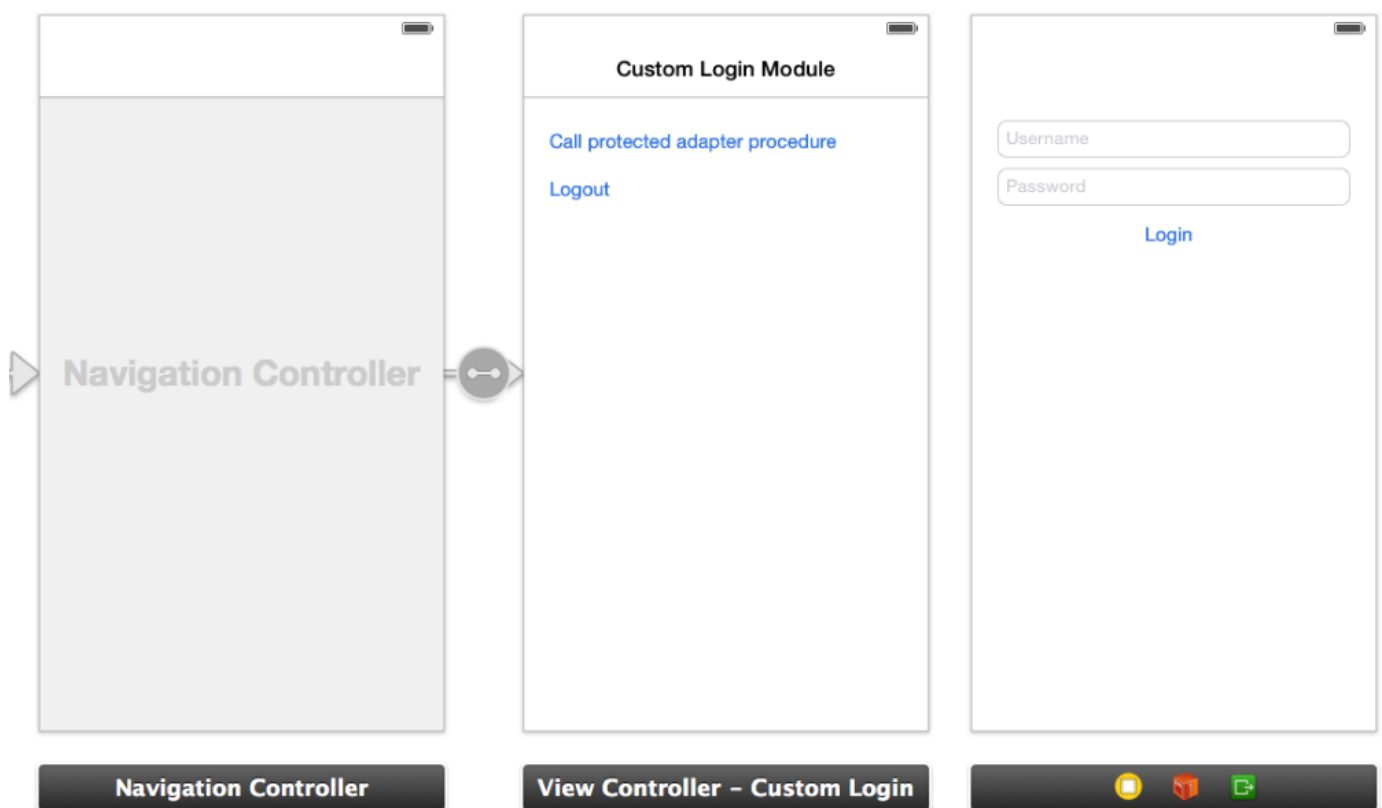 Navigation Controller
Navigation Controller
Custom Login Module
Call protected adapter procedure
Logout
View Controller – Custom Login
Username
Password
Login